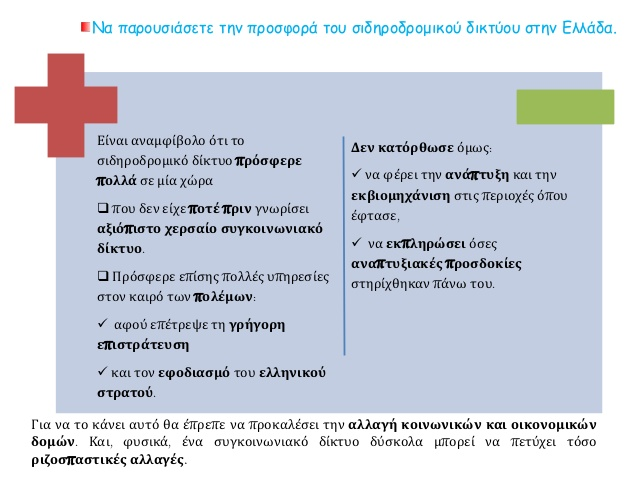 Να παρουσιάσετε την προσφορά του σιδηροδρομικού δικτύου στην Ελλάδα.
Είναι αναμφίβολο ότι το
σιδηροδρομικό δίκτυο πρόσφερε
πολλά σε μία χώρα
❑ που δεν είχε ποτέ πριν γνωρίσει
αξιόπιστο χερσαίο συγκοινωνιακό
δίκτυο.
❑ Πρόσφερε επίσης πολλές υπηρεσίες
στον καιρό των πολέμων:
✓ αφού επέτρεψε τη γρήγορη
επιστράτευση
✓ και τον εφοδιασμό του ελληνικού
στρατού.
Δεν κατόρθωσε όμως:
✓ να φέρει την ανάπτυξη και την
εκβιομηχάνιση στις περιοχές όπου
έφτασε,
✓ να εκπληρώσει όσες
αναπτυξιακές προσδοκίες
στηρίχθηκαν πάνω του.
Για να το κάνει αυτό θα έπρεπε να προκαλέσει την αλλαγή κοινωνικών και οικονομικών
δομών. Και, φυσικά, ένα συγκοινωνιακό δίκτυο δύσκολα μπορεί να πετύχει τόσο
ριζοσπαστικές αλλαγές.